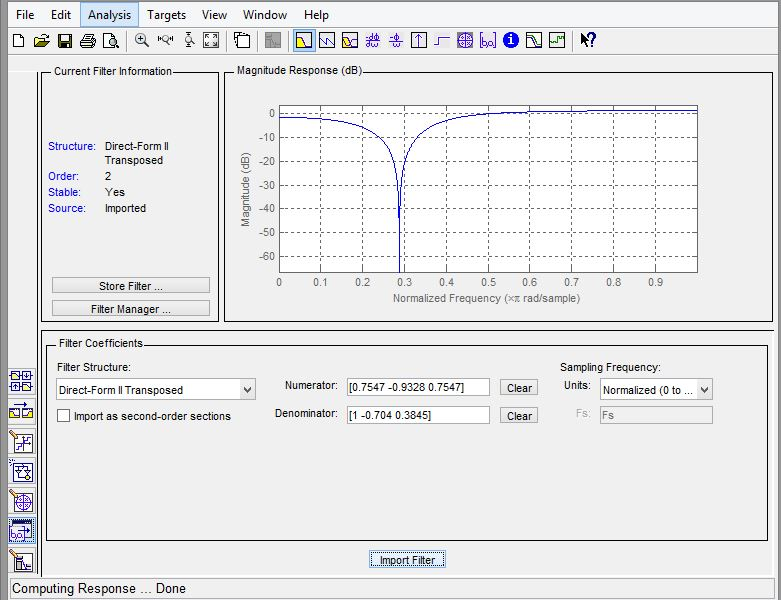 File Edit Analysis Targets View Window Help
Current Filter Information
Structure: Direct-Form II
Transposed
Order: 2
Stable: Yes
Source: Imported
Store Filter ...
Filter Manager ...
Magnitude Response (dB)
Magnitude (dB)
0
-10
-20
-30
-40
-50
-60
0 0.1 0.2 0.3 0.4 0.5 0.6 0.7 0.8 0.9
Normalized Frequency (×π rad/sample)
Filter Coefficients
Filter Structure:
Direct-Form II Transposed
Import as second-order sections
Numerator: [0.7547 -0.9328 0.7547] Clear
Denominator: [1 -0.704 0.3845] Clear
Sampling Frequency:
Units: Normalized (0 to ...
Fs: Fs
Import Filter
Computing Response ... Done